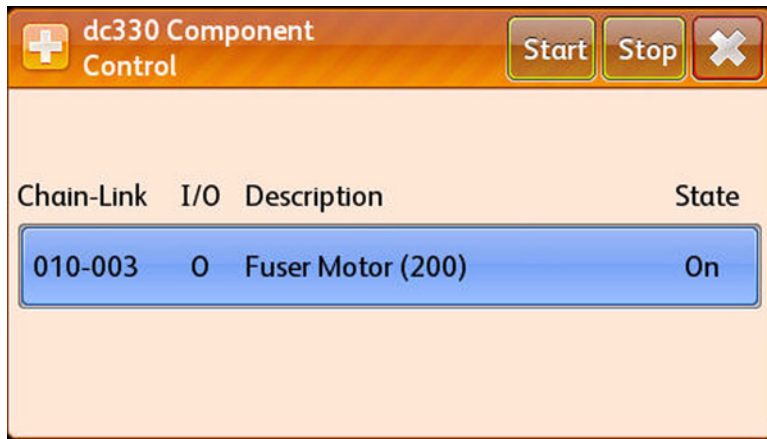 dc330 Component
Control
Start Stop
Chain-Link I/O Description State
010-003 O Fuser Motor (200) On